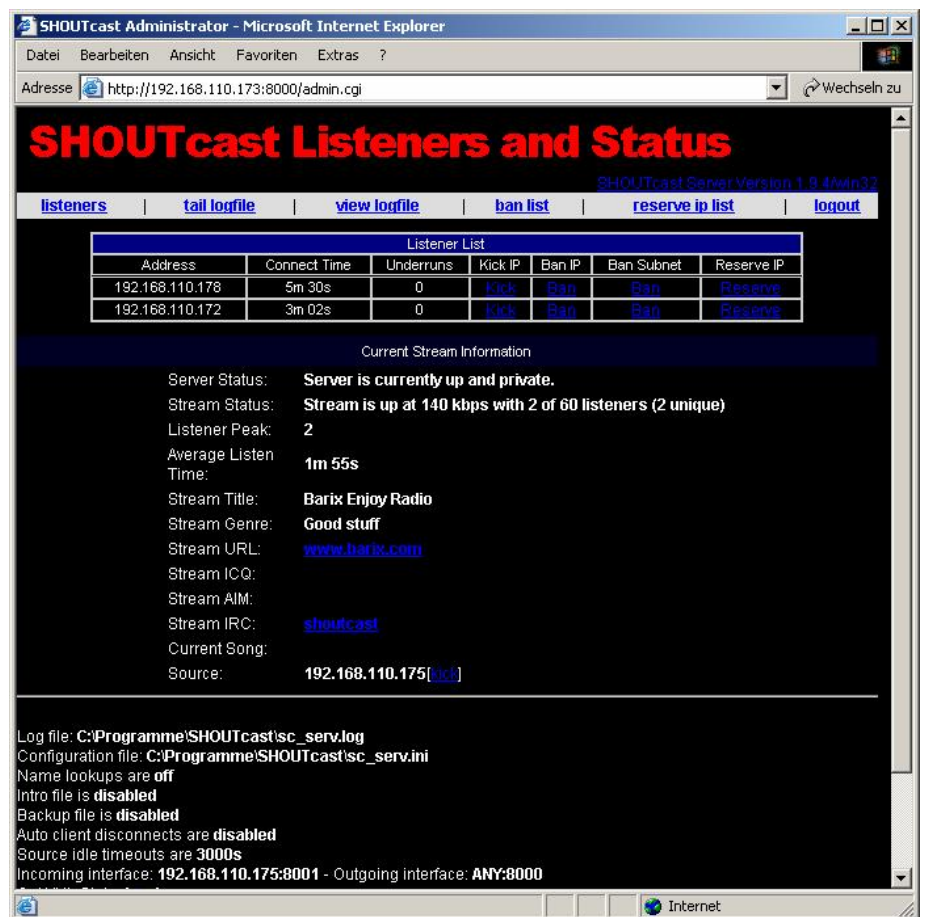 SHOUTcast Administrator - Microsoft Internet Explorer
Datei Bearbeiten Ansicht Favoriten Extras ?
Adresse http://192.168.110.173:8000/admin.cgi Wechseln zu
SHOUTcast Listeners and Status
SHOUTcast Server Version 1.9.4/win32
listeners | tail logfile | view logfile | ban list | reserve ip list | logout
Listener List
Address Connect Time Underruns Kick IP Ban IP Ban Subnet Reserve IP
192.168.110.178 5m 30s 0 Kick Ban Ban Reserve
192.168.110.172 3m 02s 0 Kick Ban Ban Reserve
Current Stream Information
Server Status: Server is currently up and private.
Stream Status: Stream is up at 140 kbps with 2 of 60 listeners (2 unique)
Listener Peak: 2
Average Listen Time: 1m 55s
Stream Title: Barix Enjoy Radio
Stream Genre: Good stuff
Stream URL: www.barix.com
Stream ICQ:
Stream AIM:
Stream IRC: shoutcast
Current Song:
Source: 192.168.110.175[kick]
Log file: C:\Programme\SHOUTcast\sc_serv.log
Configuration file: C:\Programme\SHOUTcast\sc_serv.ini
Name lookups are off
Intro file is disabled
Backup file is disabled
Auto client disconnects are disabled
Source idle timeouts are 3000s
Incoming interface: 192.168.110.175:8001 - Outgoing interface: ANY:8000
Internet